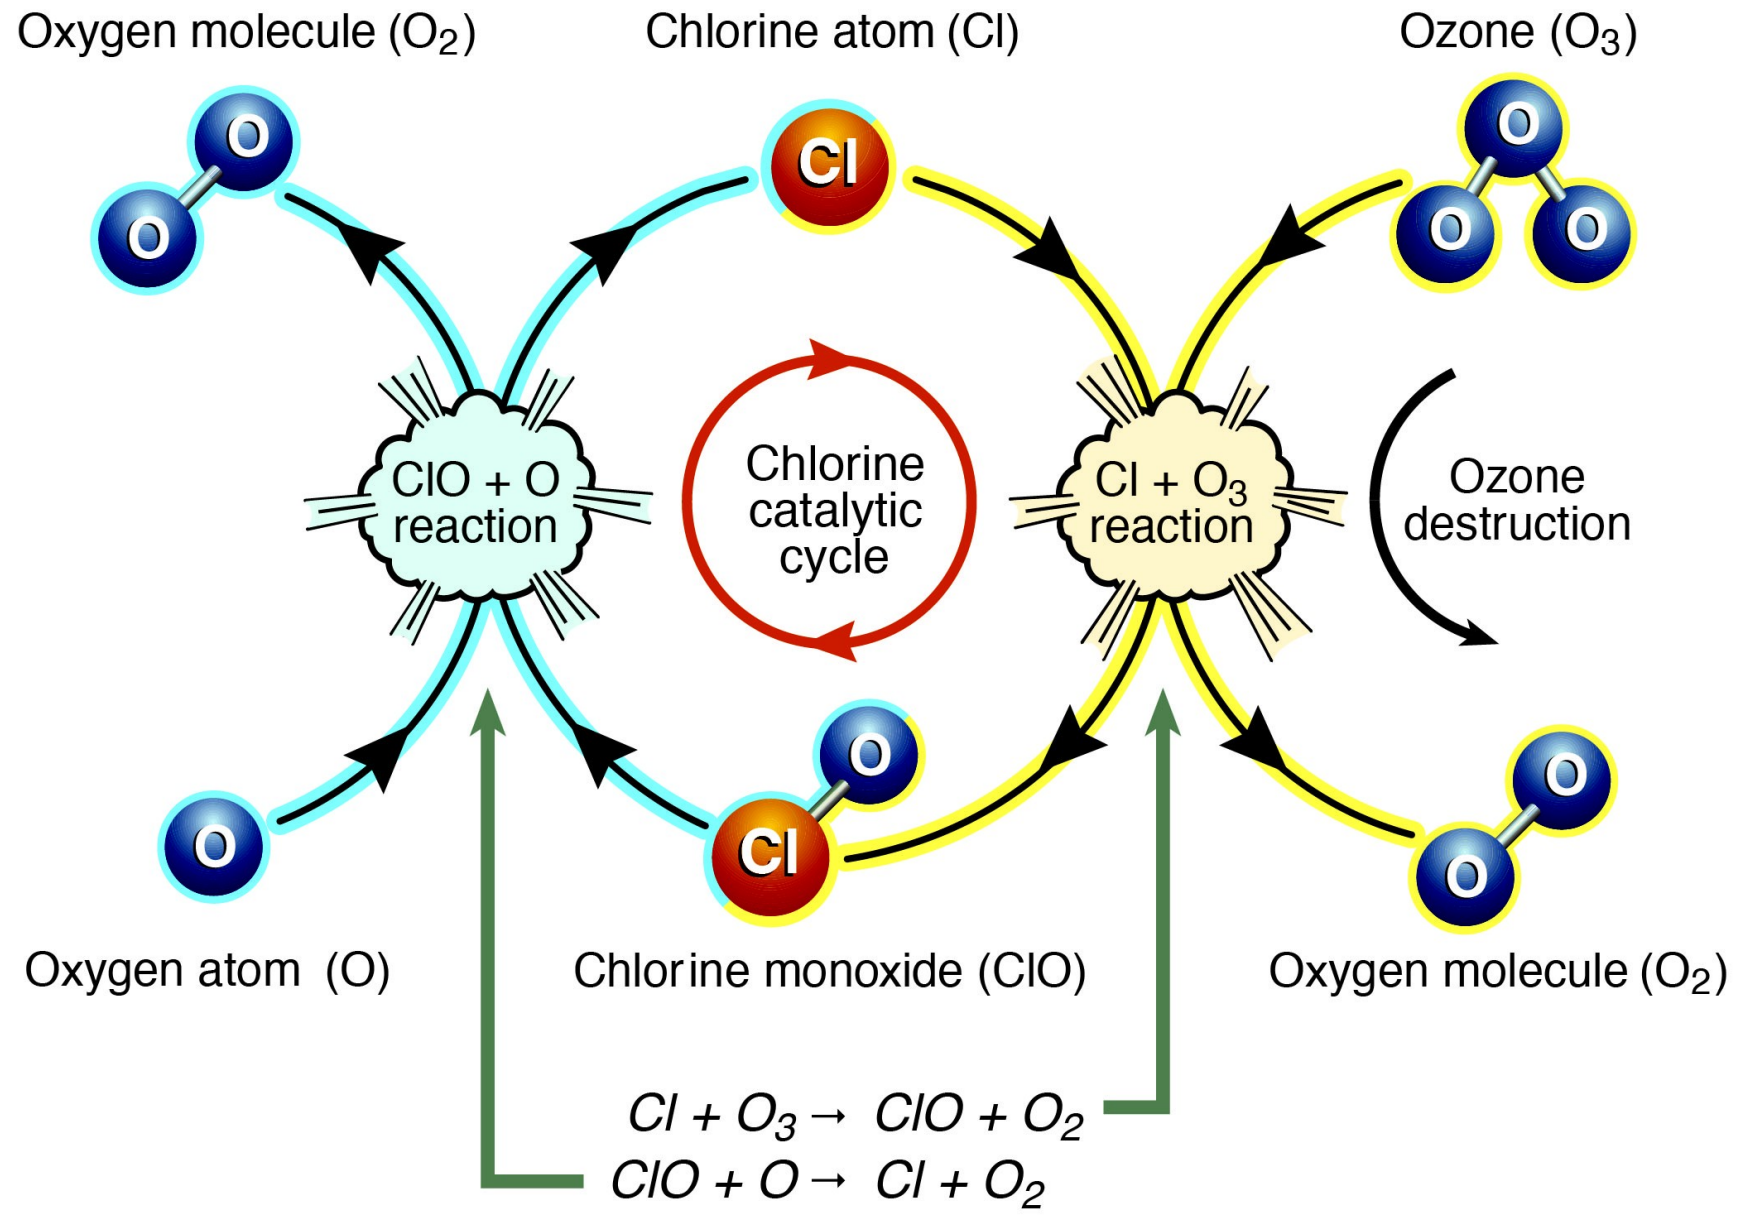 Oxygen molecule (O₂)
Chlorine atom (Cl)
Ozone (O₃)
O
O
Cl
O
O
O
ClO + O
reaction
Chlorine
catalytic
cycle
Cl + O₃
reaction
Ozone
destruction
O
Cl
O
O
O
Oxygen atom (O)
Chlorine monoxide (ClO)
Oxygen molecule (O₂)
Cl + O₃ → ClO + O₂
ClO + O → Cl + O₂